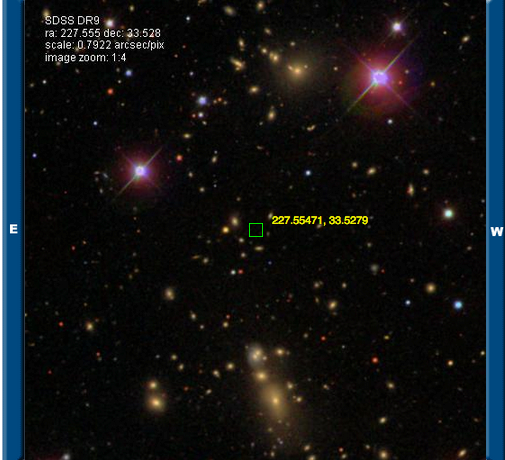 SDSS DR9
ra: 227.555 dec: 33.528
scale: 0.7922 arcsec/pix
image zoom: 1:4
227.55471, 33.5279
E
W